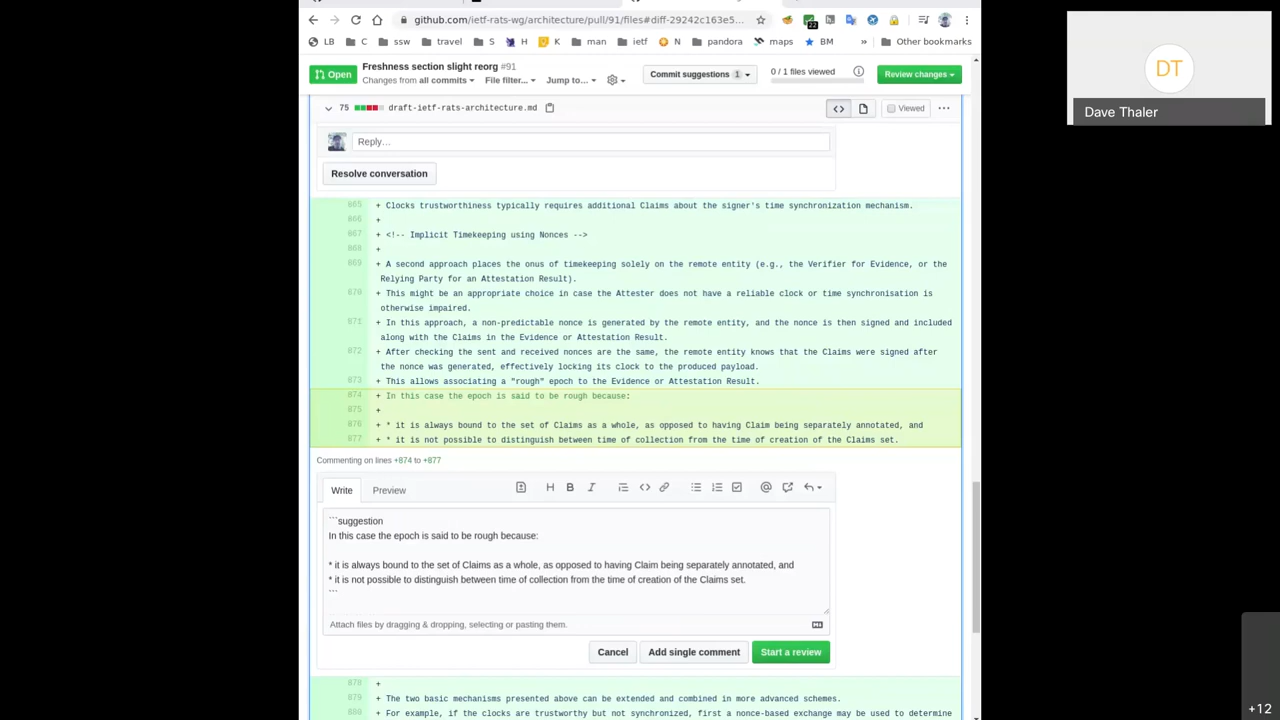 github.com/ietf-rats-wg/architecture/pull/91/files#diff-29242c163e5...
22
LB C ssw travel S H K man ietf N pandora maps BM » Other bookmarks
Open
Freshness section slight reorg #91
Changes from all commits File filter... Jump to...
Commit suggestions 1
0 / 1 files viewed
Review changes
75 draft-ietf-rats-architecture.md
Viewed
Reply...
Resolve conversation
865 + Clocks trustworthiness typically requires additional Claims about the signer's time synchronization mechanism.
866 +
867 + <!-- Implicit Timekeeping using Nonces -->
868 +
869 + A second approach places the onus of timekeeping solely on the remote entity (e.g., the Verifier for Evidence, or the
Relying Party for an Attestation Result).
870 + This might be an appropriate choice in case the Attester does not have a reliable clock or time synchronisation is
otherwise impaired.
871 + In this approach, a non-predictable nonce is generated by the remote entity, and the nonce is then signed and included
along with the Claims in the Evidence or Attestation Result.
872 + After checking the sent and received nonces are the same, the remote entity knows that the Claims were signed after
the nonce was generated, effectively locking its clock to the produced payload.
873 + This allows associating a "rough" epoch to the Evidence or Attestation Result.
874 + In this case the epoch is said to be rough because:
875 +
876 + * it is always bound to the set of Claims as a whole, as opposed to having Claim being separately annotated, and
877 + * it is not possible to distinguish between time of collection from the time of creation of the Claims set.
Commenting on lines +874 to +877
Write Preview
H B I
```suggestion
In this case the epoch is said to be rough because:
* it is always bound to the set of Claims as a whole, as opposed to having Claim being separately annotated, and
* it is not possible to distinguish between time of collection from the time of creation of the Claims set.
```
Attach files by dragging & dropping, selecting or pasting them.
Cancel Add single comment Start a review
878 +
879 + The two basic mechanisms presented above can be extended and combined in more advanced schemes.
880 + For example, if the clocks are trustworthy but not synchronized, first a nonce-based exchange may be used to determine
DT
Dave Thaler
+12